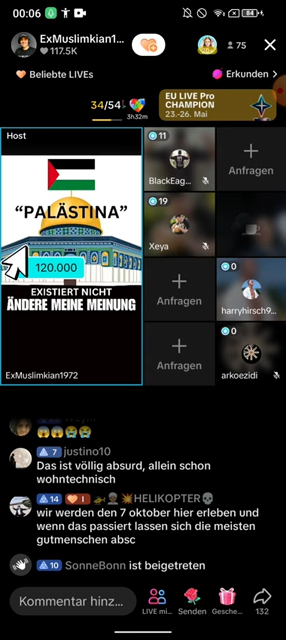 00:06
84
ExMuslimkian1...
117.5K
75
Beliebte LIVEs
Erkunden
34/54
3h32m
EU LIVE Pro
CHAMPION
23.-26. Mai
Host
"PALÄSTINA"
120.000
EXISTIERT NICHT
ÄNDERE MEINE MEINUNG
ExMuslimkian1972
11
BlackEag...
Anfragen
19
Xeya
Anfragen
0
harryhirsch9...
Anfragen
0
arkoezidi
7 justino10
Das ist völlig absurd, allein schon
wohntechnisch
14 1 HELIKOPTER
wir werden den 7 oktober hier erleben und
wenn das passiert lassen sich die meisten
gutmenschen absc
10 SonneBonn ist beigetreten
Kommentar hinz...
LIVE mi...
Senden
Gesche...
132